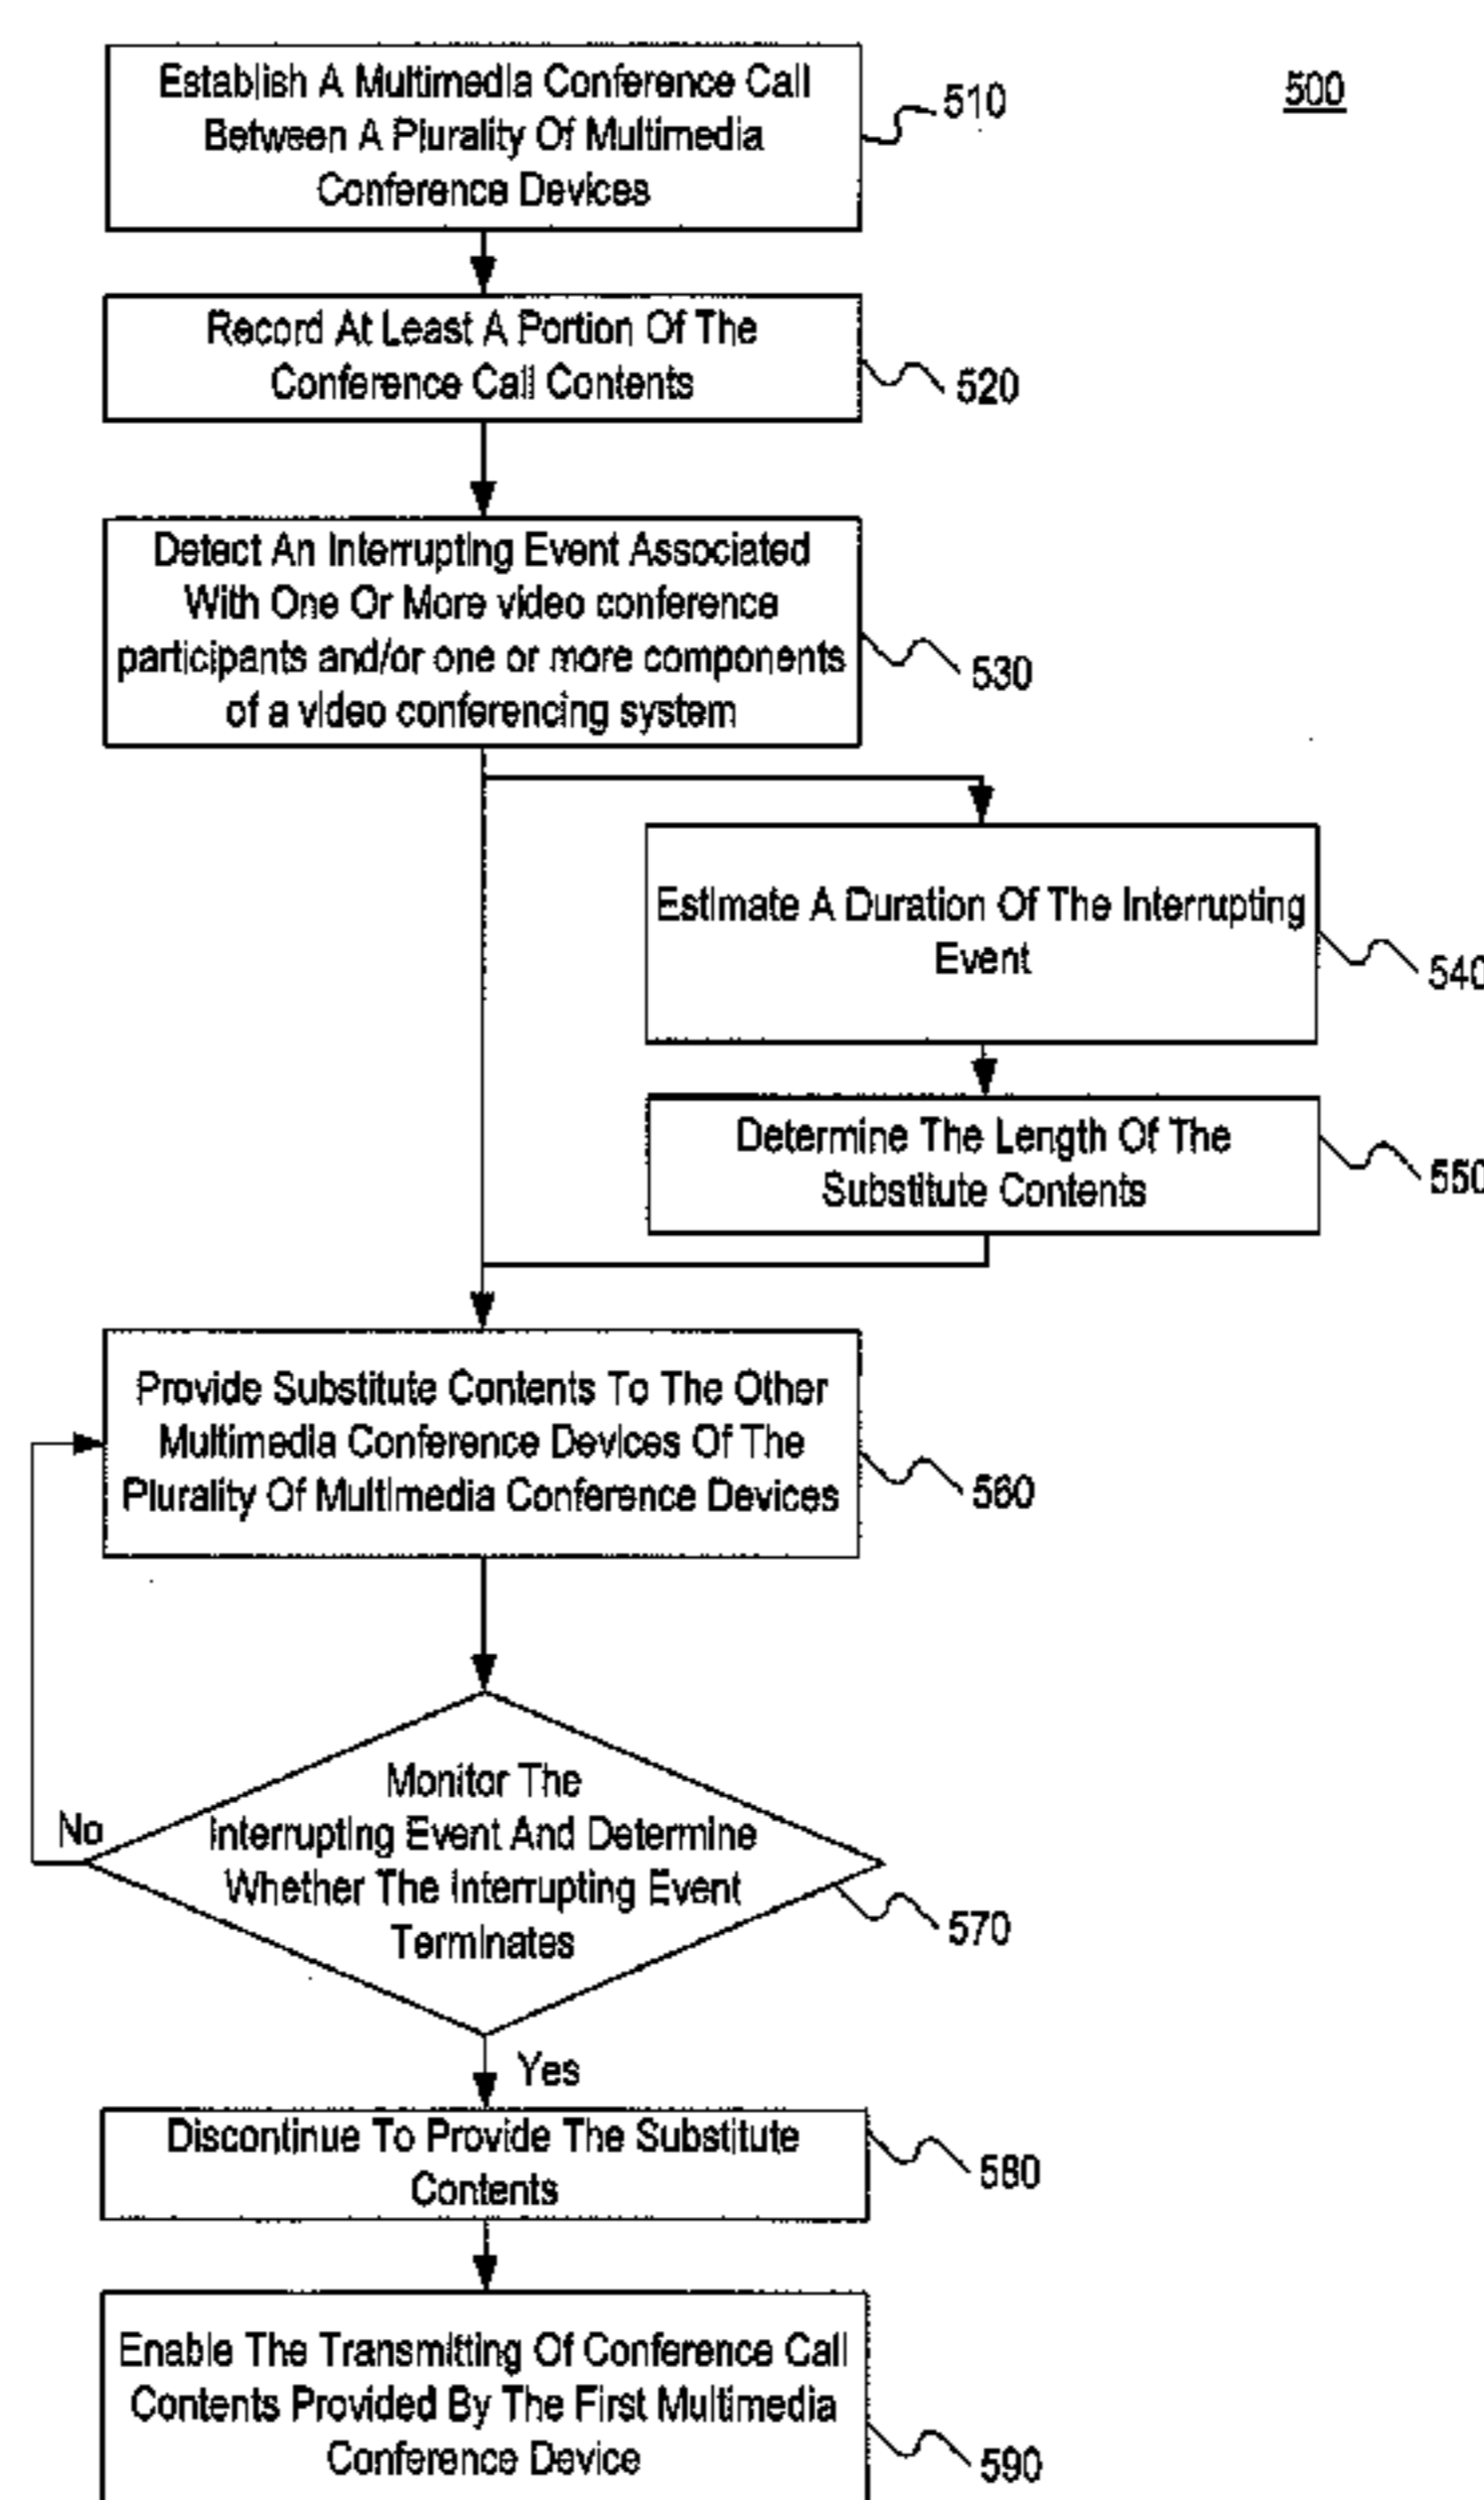 500
Establish A Multimedia Conference Call
Between A Plurality Of Multimedia
Conference Devices
510
Record At Least A Portion Of The
Conference Call Contents
520
Detect An Interrupting Event Associated
With One Or More video conference
participants and/or one or more components
of a video conferencing system
530
Estimate A Duration Of The Interrupting
Event
540
Determine The Length Of The
Substitute Contents
550
Provide Substitute Contents To The Other
Multimedia Conference Devices Of The
Plurality Of Multimedia Conference Devices
560
Monitor The
Interrupting Event And Determine
Whether The Interrupting Event
Terminates
570
No
Yes
Discontinue To Provide The Substitute
Contents
580
Enable The Transmitting Of Conference Call
Contents Provided By The First Multimedia
Conference Device
590